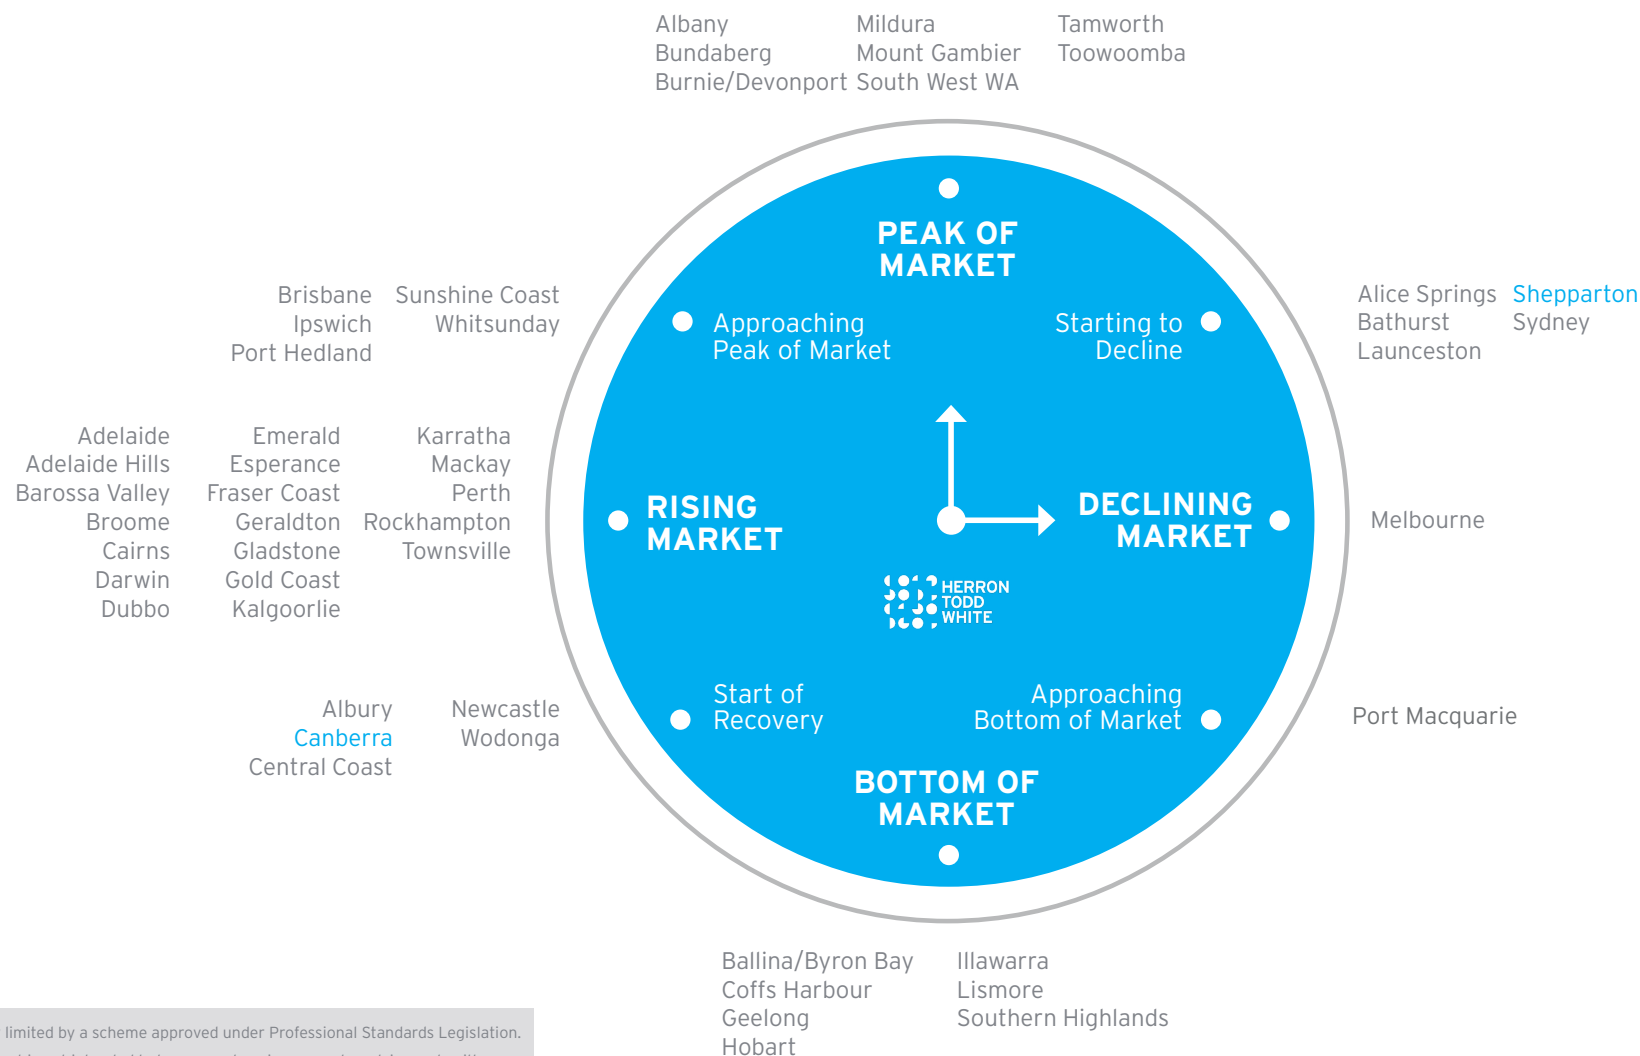 Albany
Bundaberg
Burnie/Devonport
Mildura
Mount Gambier
South West WA
Tamworth
Toowoomba
PEAK OF
MARKET
Brisbane
Ipswich
Port Hedland
Sunshine Coast
Whitsunday
Approaching
Peak of Market
Starting to
Decline
Alice Springs
Bathurst
Launceston
Shepparton
Sydney
Adelaide
Adelaide Hills
Barossa Valley
Broome
Cairns
Darwin
Dubbo
Emerald
Esperance
Fraser Coast
Geraldton
Gladstone
Gold Coast
Kalgoorlie
Karratha
Mackay
Perth
Rockhampton
Townsville
RISING
MARKET
DECLINING
MARKET
Melbourne
HERRON
TODD
WHITE
Albury
Canberra
Central Coast
Newcastle
Wodonga
Start of
Recovery
Approaching
Bottom of Market
Port Macquarie
BOTTOM OF
MARKET
Ballina/Byron Bay
Coffs Harbour
Geelong
Hobart
Illawarra
Lismore
Southern Highlands
limited by a scheme approved under Professional Standards Legislation.